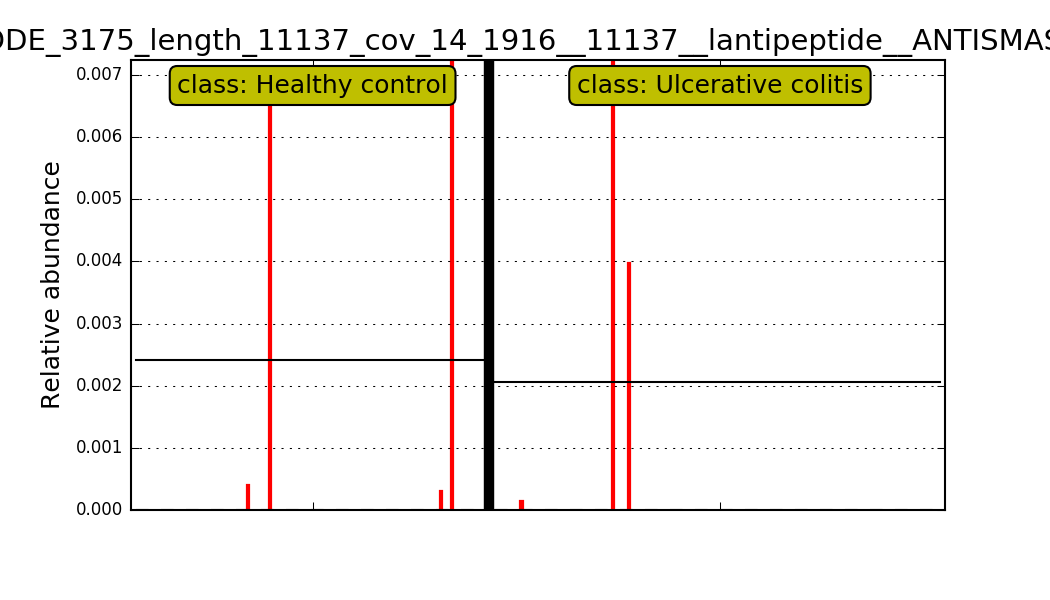 DDE_3175_length_11137_cov_14_1916__11137__lantipeptide__ANTISMAS
class: Healthy control
class: Ulcerative colitis
Relative abundance
0.007
0.006
0.005
0.004
0.003
0.002
0.001
0.000